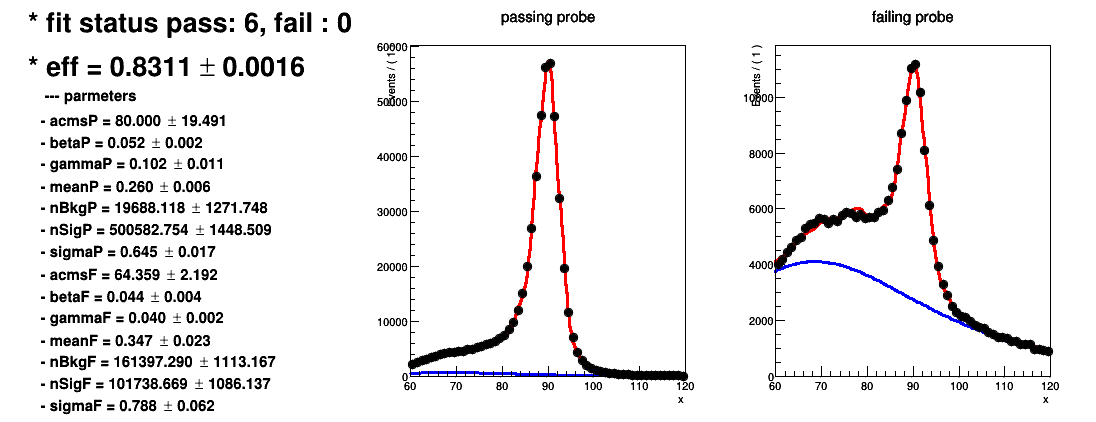 * fit status pass: 6, fail : 0
* eff = 0.8311 ± 0.0016
--- parmeters
- acmsP = 80.000 ± 19.491
- betaP = 0.052 ± 0.002
- gammaP = 0.102 ± 0.011
- meanP = 0.260 ± 0.006
- nBkgP = 19688.118 ± 1271.748
- nSigP = 500582.754 ± 1448.509
- sigmaP = 0.645 ± 0.017
- acmsF = 64.359 ± 2.192
- betaF = 0.044 ± 0.004
- gammaF = 0.040 ± 0.002
- meanF = 0.347 ± 0.023
- nBkgF = 161397.290 ± 1113.167
- nSigF = 101738.669 ± 1086.137
- sigmaF = 0.788 ± 0.062
passing probe
Events / ( 1 )
60000
50000
40000
30000
20000
10000
0
60 70 80 90 100 110 120
x
failing probe
Events / ( 1 )
10000
8000
6000
4000
2000
0
60 70 80 90 100 110 120
x